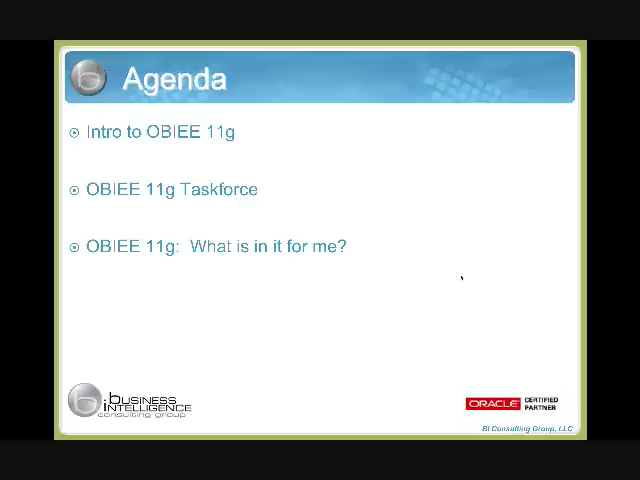 Agenda
Intro to OBIEE 11g
OBIEE 11g Taskforce
OBIEE 11g: What is in it for me?
BUSINESS
INTELLIGENCE
consulting group
ORACLE CERTIFIED
PARTNER
BI Consulting Group, LLC